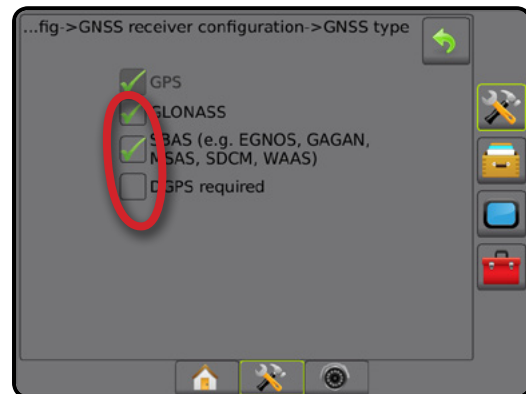 ...fig->GNSS receiver configuration->GNSS type
GPS
GLONASS
SBAS (e.g. EGNOS, GAGAN,
MSAS, SDCM, WAAS)
DGPS required